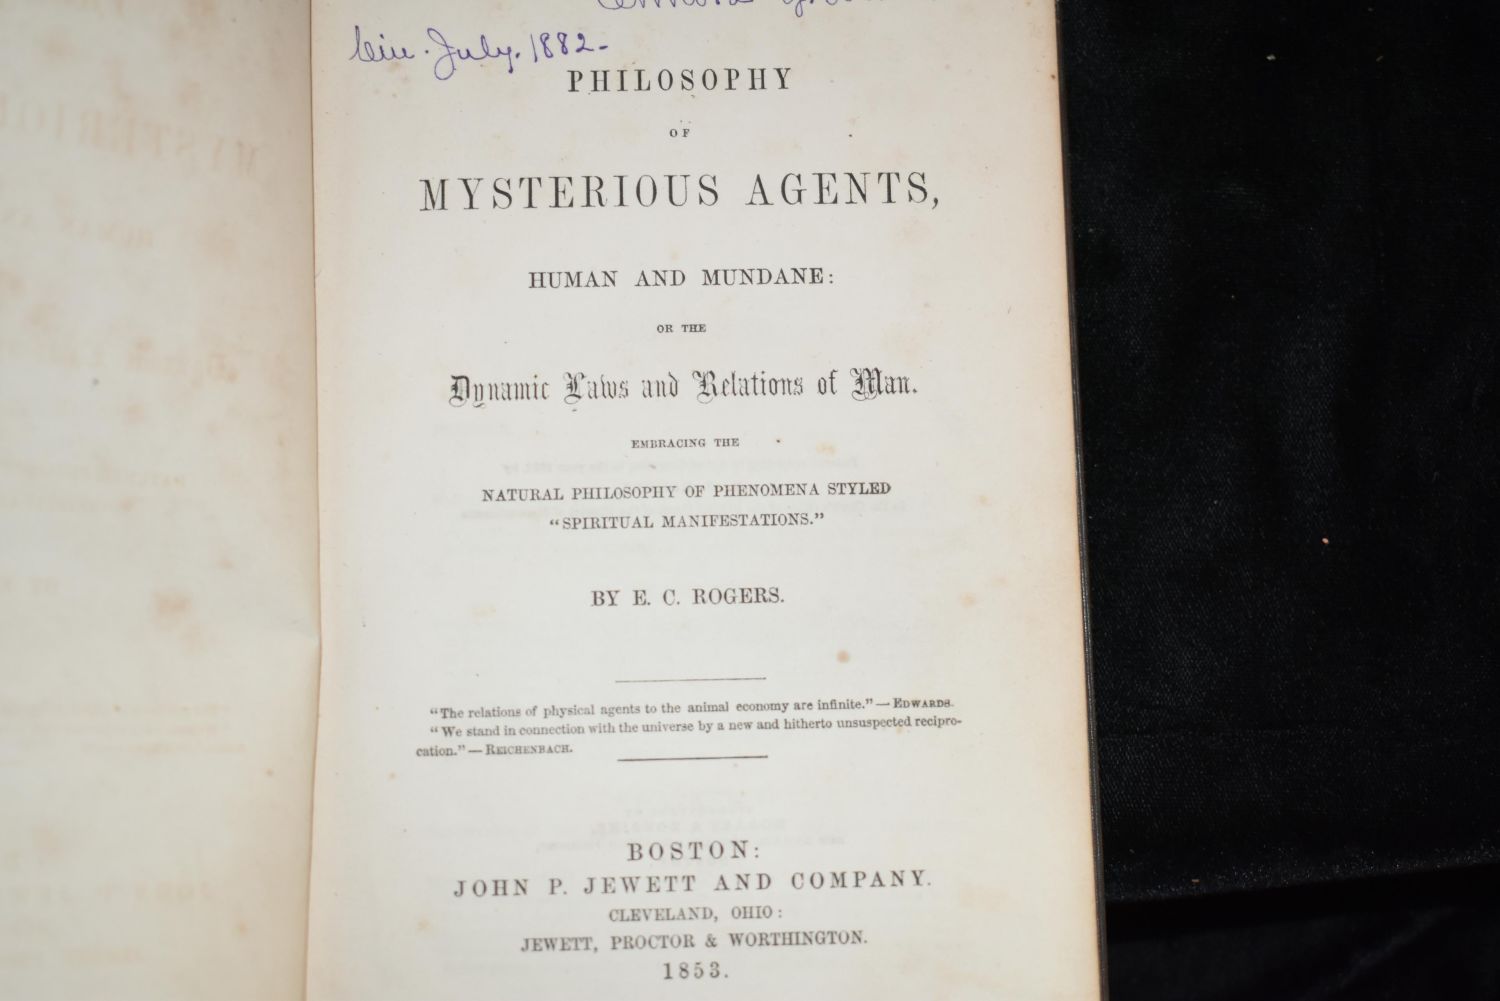 July. 1882-
PHILOSOPHY
OF
MYSTERIOUS AGENTS,
HUMAN AND MUNDANE:
OR THE
Dynamic Laws and Relations of Man.
EMBRACING THE
NATURAL PHILOSOPHY OF PHENOMENA STYLED
"SPIRITUAL MANIFESTATIONS."
BY E. C. ROGERS.
"The relations of physical agents to the animal economy are infinite." — EDWARDS.
"We stand in connection with the universe by a new and hitherto unsuspected recipro-
cation." — REICHENBACH.
BOSTON:
JOHN P. JEWETT AND COMPANY.
CLEVELAND, OHIO:
JEWETT, PROCTOR & WORTHINGTON.
1853.